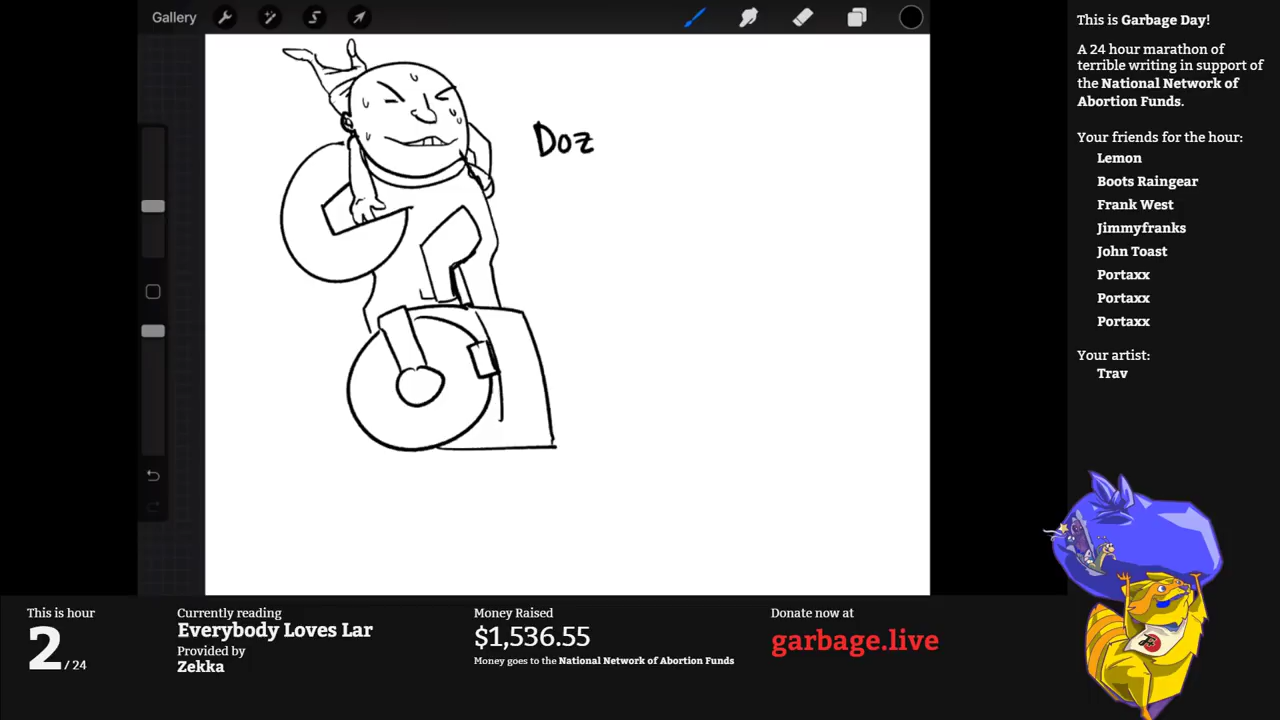 Gallery
Doz
This is Garbage Day!
A 24 hour marathon of
terrible writing in support of
the National Network of
Abortion Funds.
Your friends for the hour:
Lemon
Boots Raingear
Frank West
Jimmyfranks
John Toast
Portaxx
Portaxx
Portaxx
Your artist:
Trav
This is hour
2 / 24
Currently reading
Everybody Loves Lar
Provided by
Zekka
Money Raised
$1,536.55
Money goes to the National Network of Abortion Funds
Donate now at
garbage.live